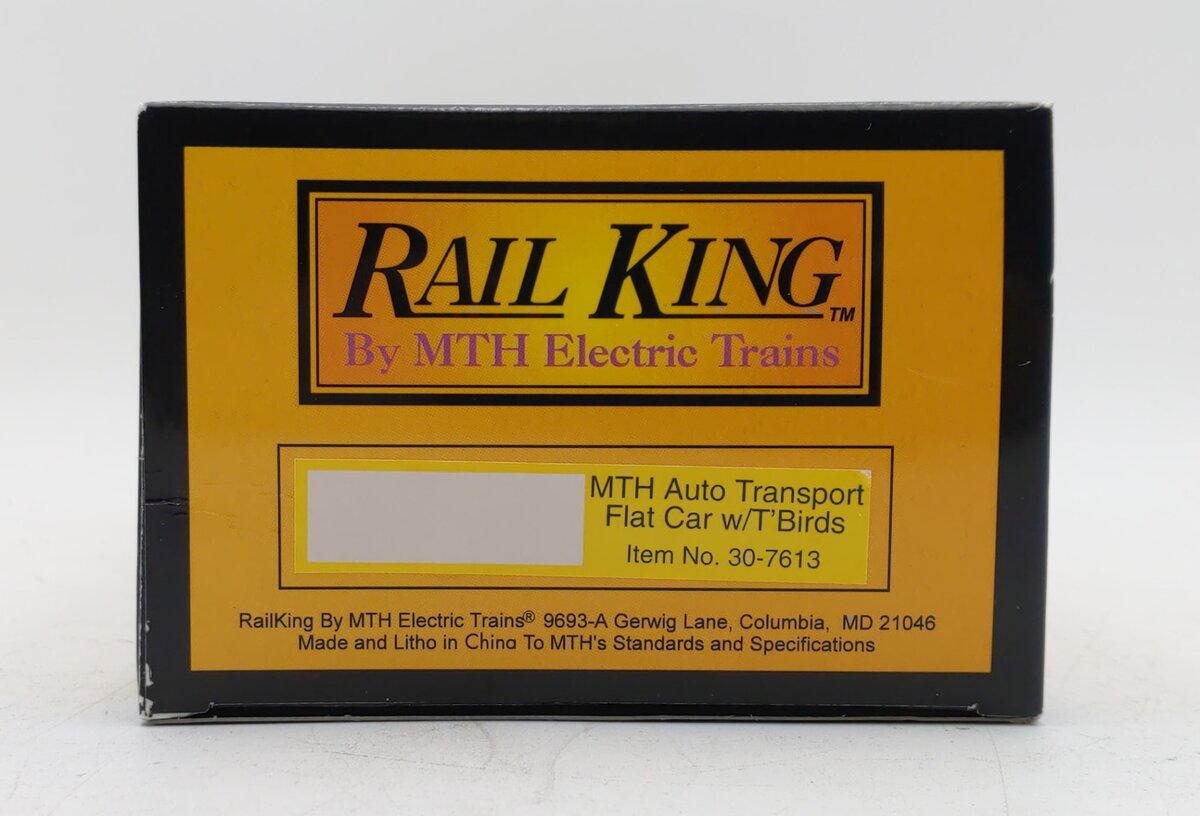 RAIL KING TM
By MTH Electric Trains
MTH Auto Transport
Flat Car w/T'Birds
Item No. 30-7613
RailKing By MTH Electric Trains® 9693-A Gerwig Lane, Columbia, MD 21046
Made and Litho in China To MTH's Standards and Specifications